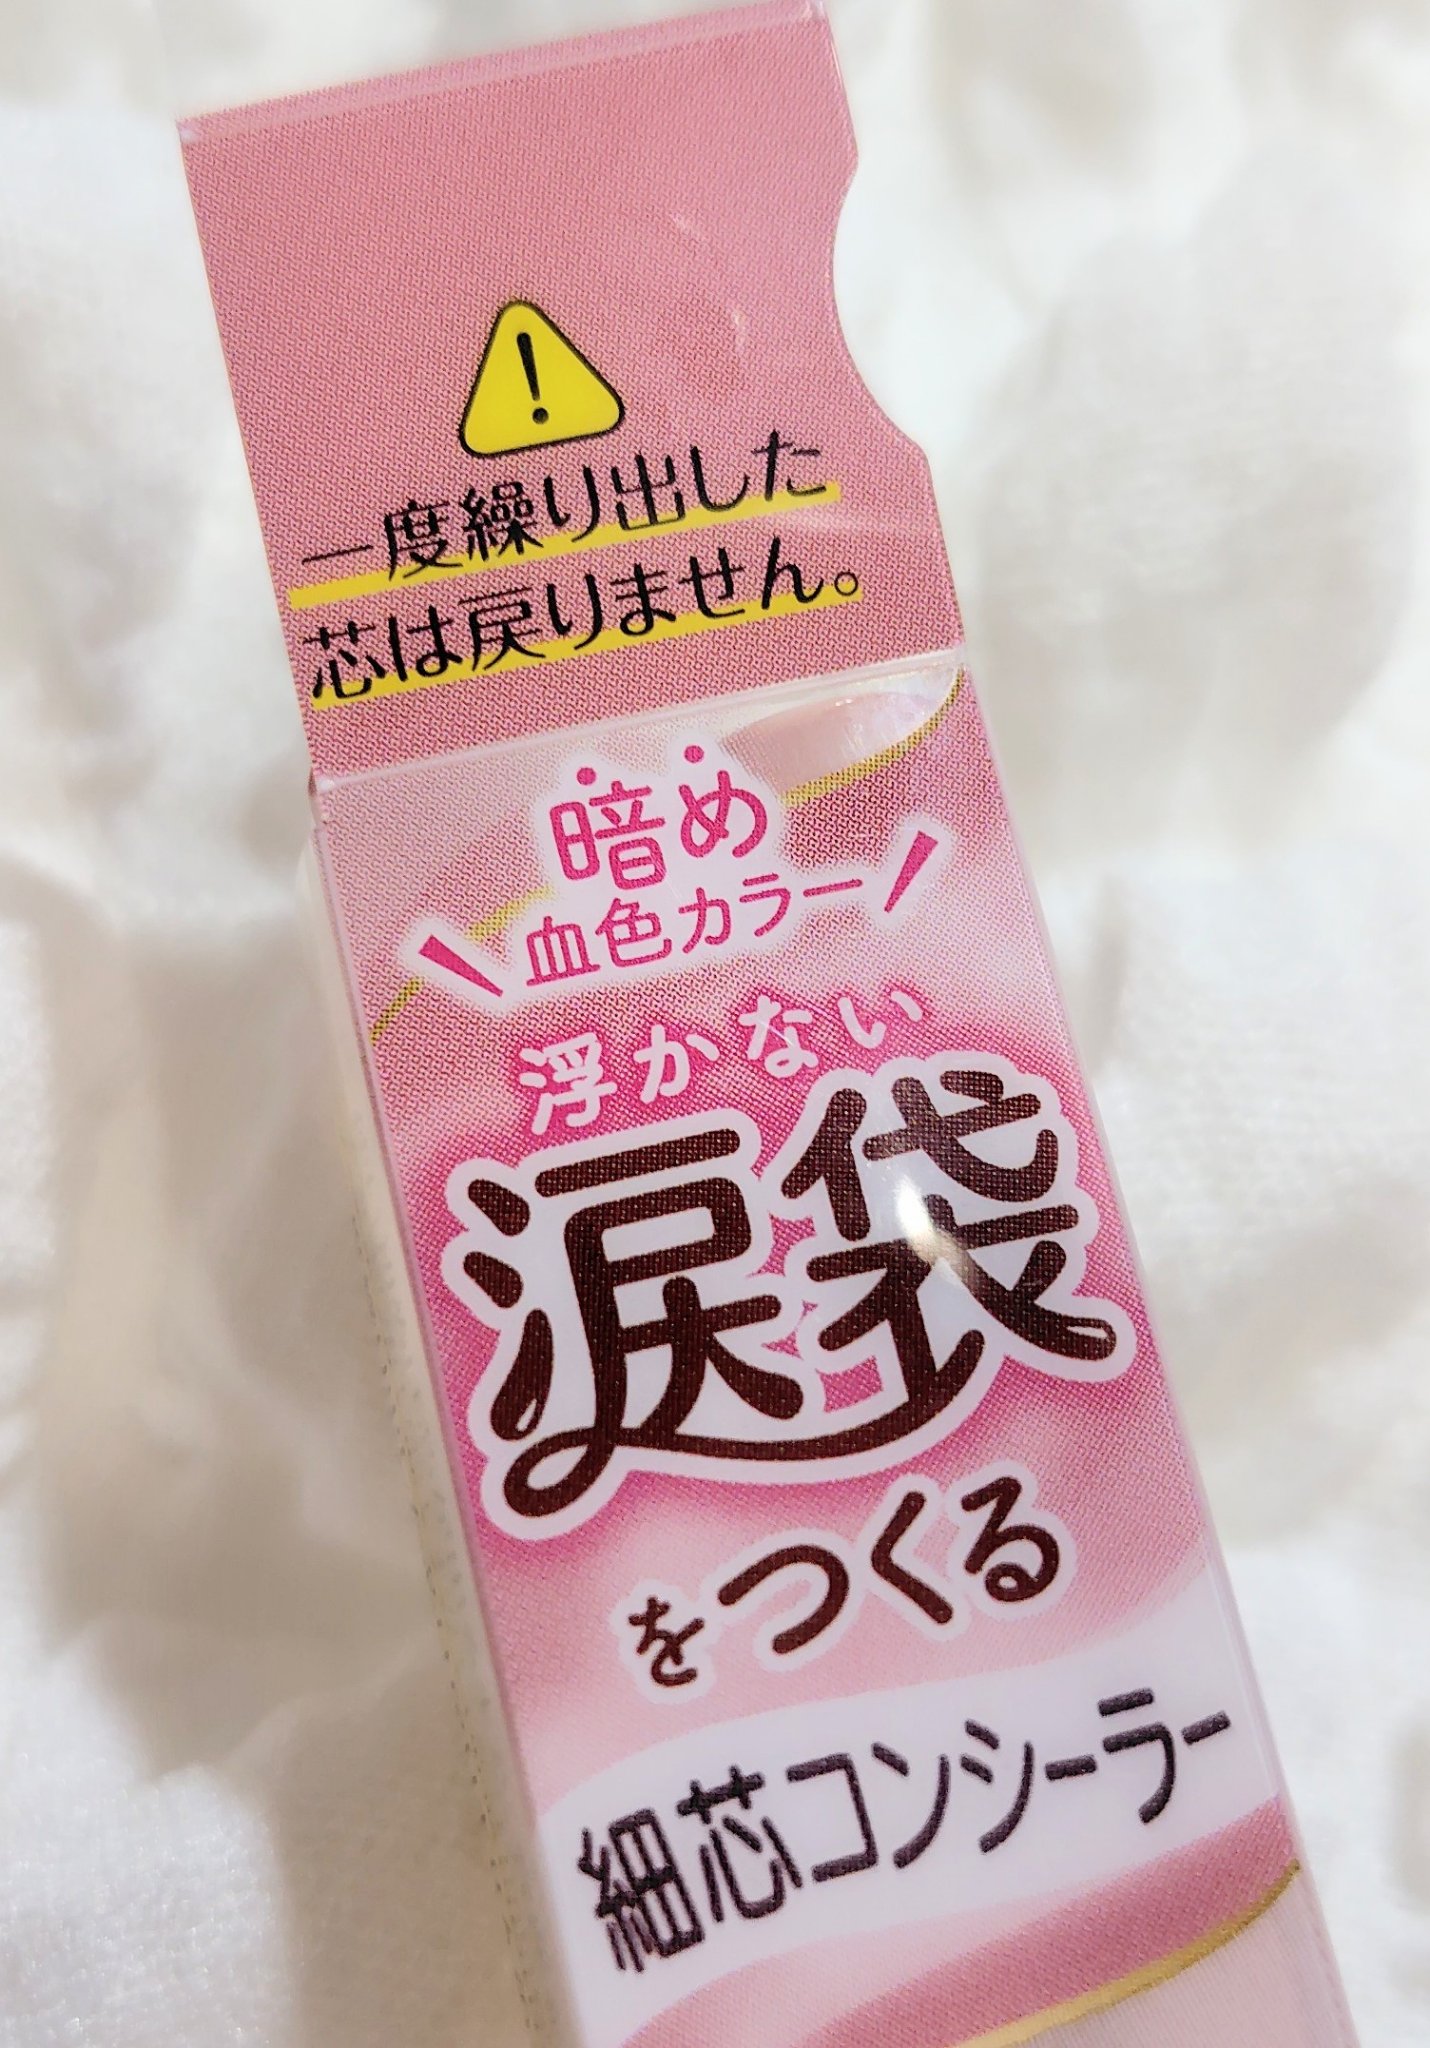 一度繰り出した
芯は戻りません。
暗め
血色カラー
浮かない
涙袋
をつくる
細芯コンシーラー